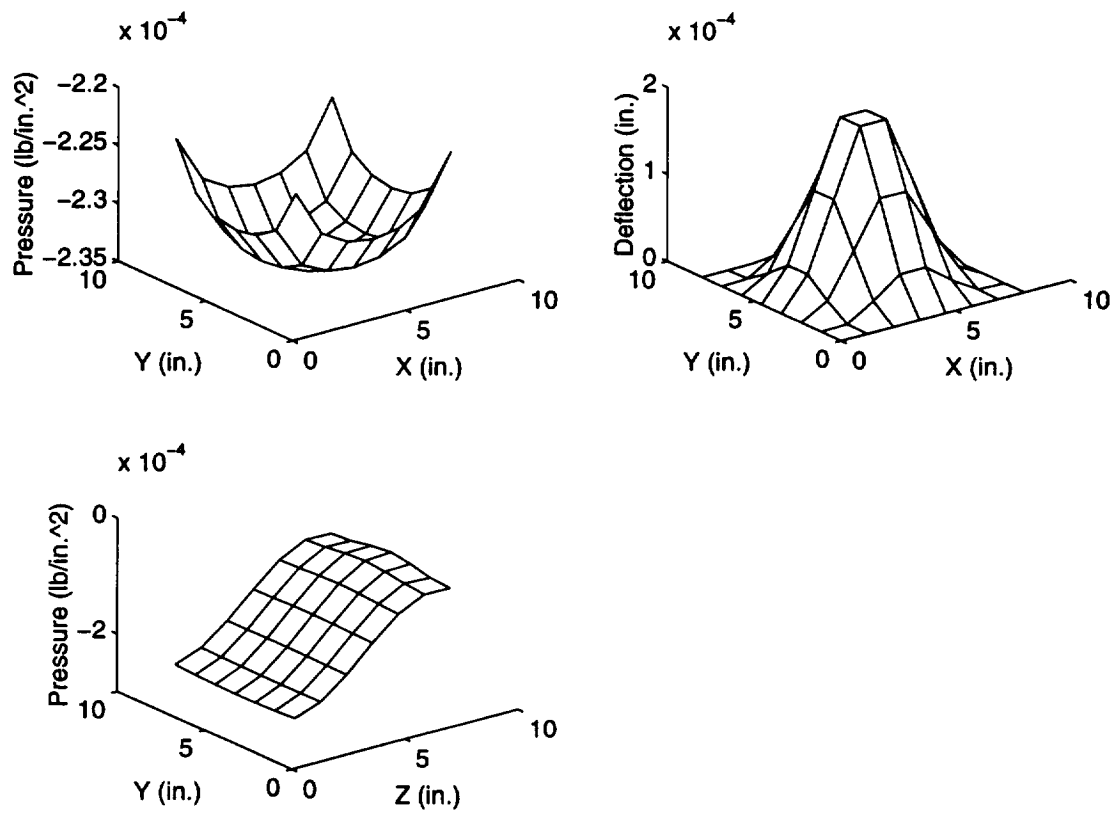 x 10−4
Pressure (lb/in.^2)
−2.2
−2.25
−2.3
−2.35
10
5
0
Y (in.)
0
5
10
X (in.)
x 10−4
Deflection (in.)
2
1
0
10
5
0
Y (in.)
0
5
10
X (in.)
x 10−4
Pressure (lb/in.^2)
0
−2
10
5
0
Y (in.)
0
5
10
Z (in.)